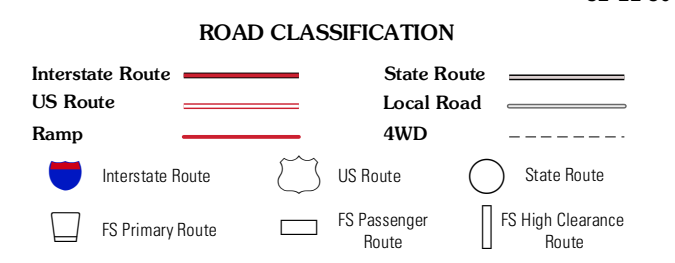 ROAD CLASSIFICATION
Interstate Route
State Route
US Route
Local Road
Ramp
4WD
Interstate Route
US Route
State Route
FS Primary Route
FS Passenger
Route
FS High Clearance
Route